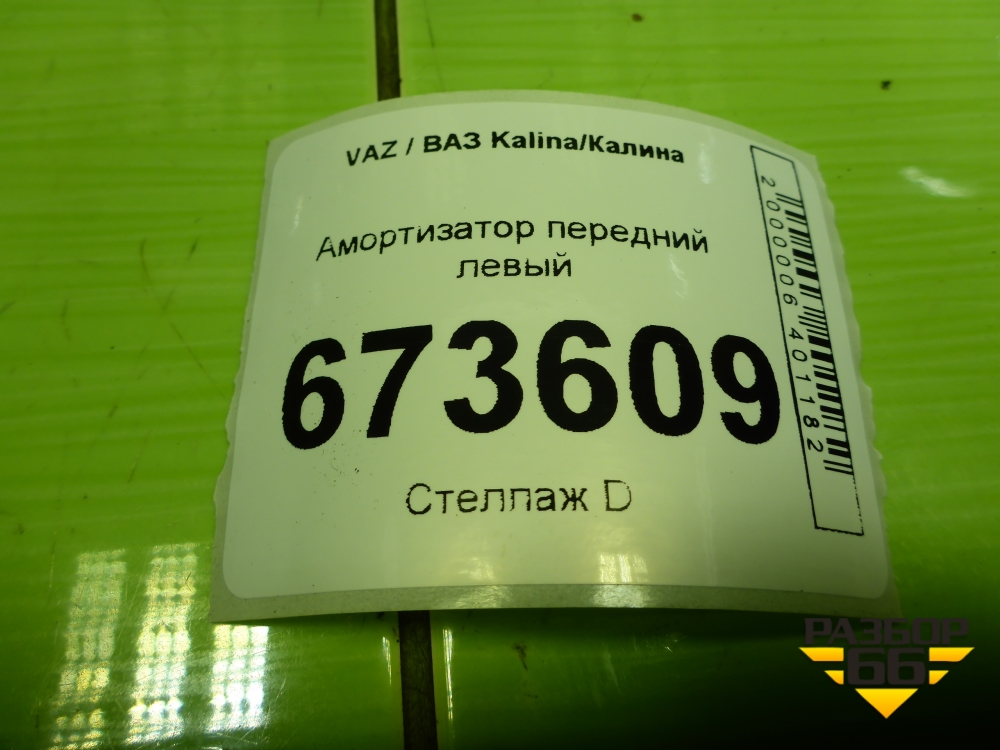 VAZ / ВАЗ Kalina/Калина
Амортизатор передний
левый
673609
Стеллаж D
2000006401182
РАЗБОР
66